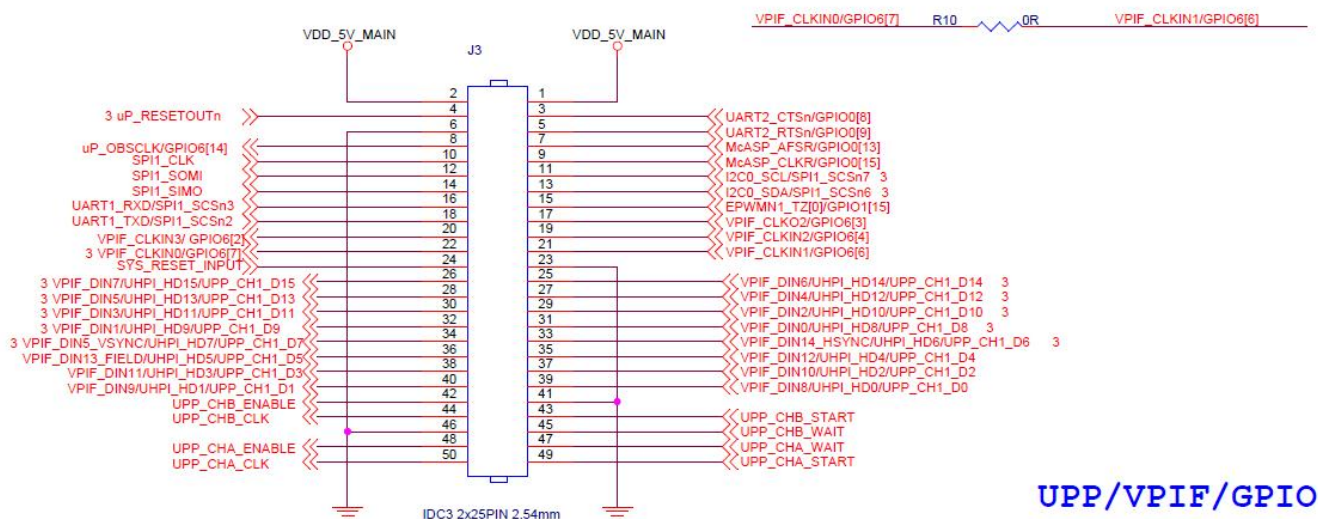 VPIF_CLKIN0/GPIO6[7] R10 0R VPIF_CLKIN1/GPIO6[6]
VDD_5V_MAIN VDD_5V_MAIN
J3
2 1
3 uP_RESETOUTn 4 3 UART2_CTSn/GPIO0[8]
6 5 UART2_RTSn/GPIO0[9]
uP_OBSCLK/GPIO6[14] 8 7 McASP_AFSR/GPIO0[13]
SPI1_CLK 10 9 McASP_CLKR/GPIO0[15]
SPI1_SOMI 12 11 I2C0_SCL/SPI1_SCSn7 3
SPI1_SIMO 14 13 I2C0_SDA/SPI1_SCSn6 3
UART1_RXD/SPI1_SCSn3 16 15 EPWMN1_TZ[0]/GPIO1[15]
UART1_TXD/SPI1_SCSn2 18 17 VPIF_CLKO2/GPIO6[3]
VPIF_CLKIN3/ GPIO6[2] 20 19 VPIF_CLKIN2/GPIO6[4]
3 VPIF_CLKIN0/GPIO6[7] 22 21 VPIF_CLKIN1/GPIO6[6]
SYS_RESET_INPUT 24 23
3 VPIF_DIN7/UHPI_HD15/UPP_CH1_D15 26 25 VPIF_DIN6/UHPI_HD14/UPP_CH1_D14 3
3 VPIF_DIN5/UHPI_HD13/UPP_CH1_D13 28 27 VPIF_DIN4/UHPI_HD12/UPP_CH1_D12 3
3 VPIF_DIN3/UHPI_HD11/UPP_CH1_D11 30 29 VPIF_DIN2/UHPI_HD10/UPP_CH1_D10 3
3 VPIF_DIN1/UHPI_HD9/UPP_CH1_D9 32 31 VPIF_DIN0/UHPI_HD8/UPP_CH1_D8 3
3 VPIF_DIN5_VSYNC/UHPI_HD7/UPP_CH1_D7 34 33 VPIF_DIN14_HSYNC/UHPI_HD6/UPP_CH1_D6 3
VPIF_DIN13_FIELD/UHPI_HD5/UPP_CH1_D5 36 35 VPIF_DIN12/UHPI_HD4/UPP_CH1_D4
VPIF_DIN11/UHPI_HD3/UPP_CH1_D3 38 37 VPIF_DIN10/UHPI_HD2/UPP_CH1_D2
VPIF_DIN9/UHPI_HD1/UPP_CH1_D1 40 39 VPIF_DIN8/UHPI_HD0/UPP_CH1_D0
UPP_CHB_ENABLE 42 41
UPP_CHB_CLK 44 43 UPP_CHB_START
46 45 UPP_CHB_WAIT
UPP_CHA_ENABLE 48 47 UPP_CHA_WAIT
UPP_CHA_CLK 50 49 UPP_CHA_START
IDC3 2x25PIN 2.54mm
UPP/VPIF/GPIO